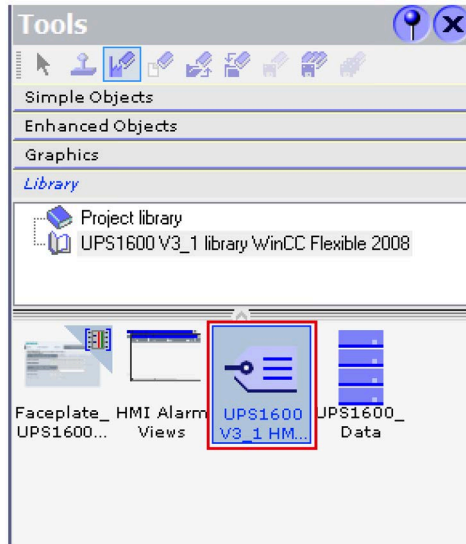 Tools
Simple Objects
Enhanced Objects
Graphics
Library
Project library
UPS1600 V3_1 library WinCC Flexible 2008
Faceplate_
UPS1600...
HMI Alarm
Views
UPS1600
V3_1 HM...
UPS1600_
Data